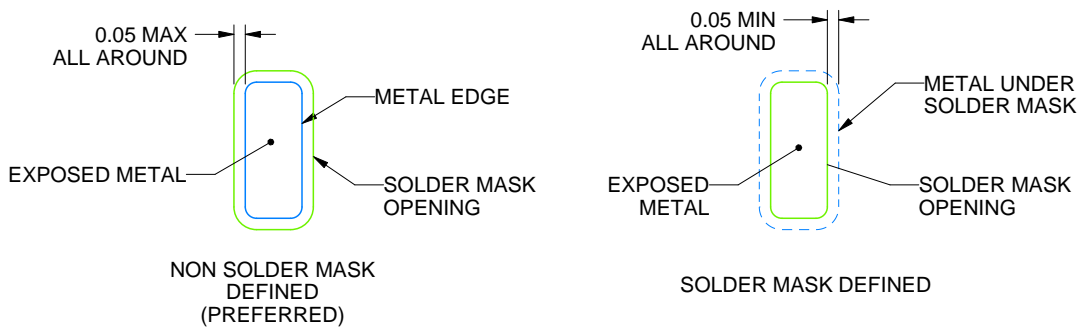 0.05 MAX
ALL AROUND
METAL EDGE
EXPOSED METAL
SOLDER MASK
OPENING
NON SOLDER MASK
DEFINED
(PREFERRED)
0.05 MIN
ALL AROUND
METAL UNDER
SOLDER MASK
EXPOSED
METAL
SOLDER MASK
OPENING
SOLDER MASK DEFINED